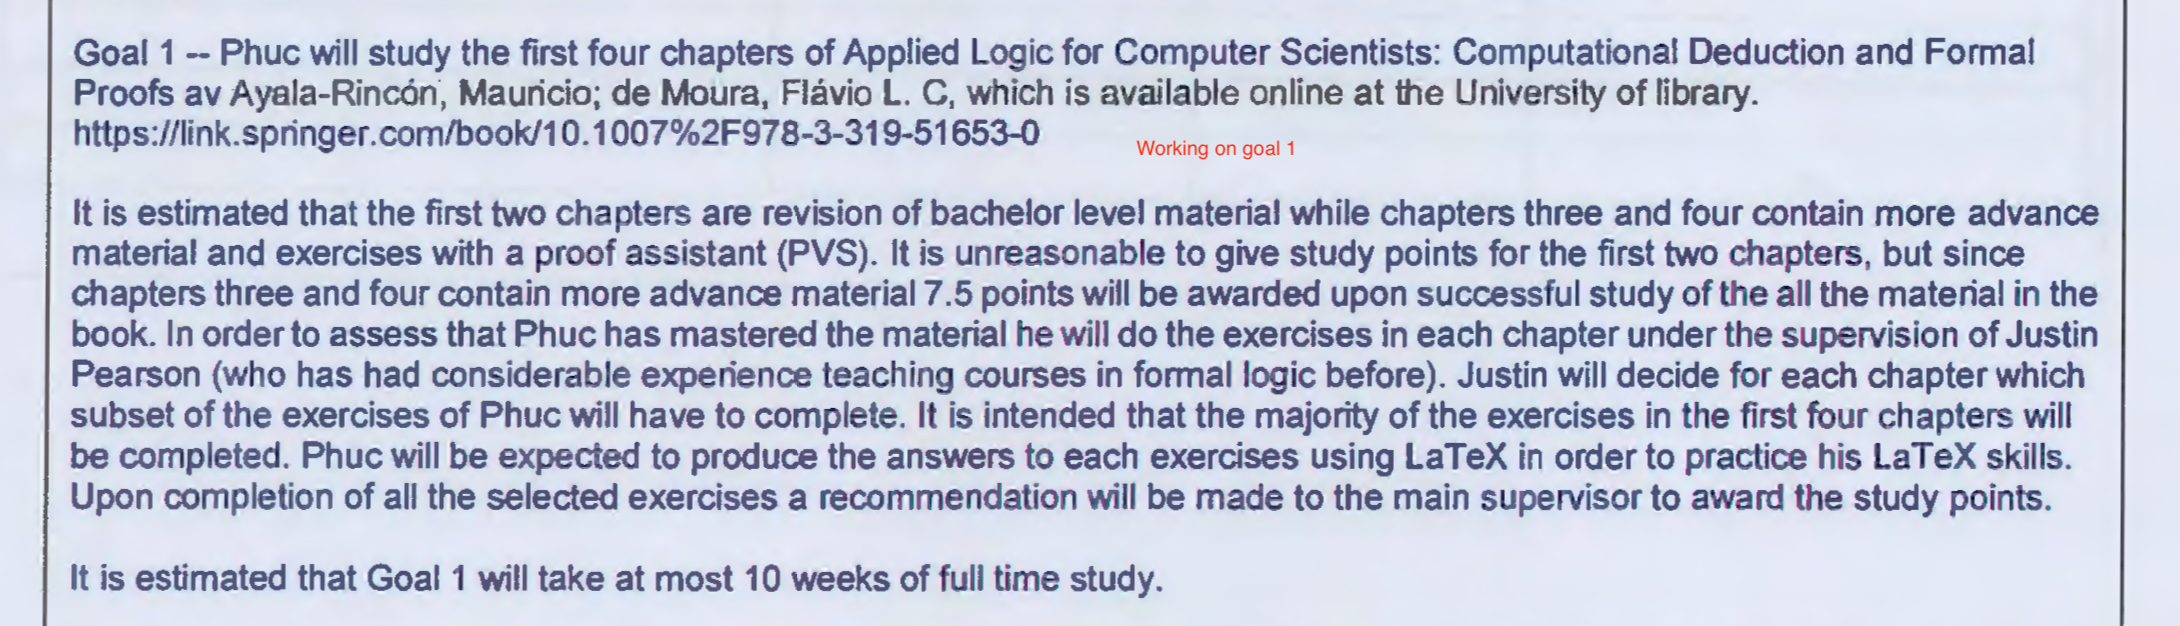 Goal 1 -- Phuc will study the first four chapters of Applied Logic for Computer Scientists: Computational Deduction and Formal
Proofs av Ayala-Rincón, Mauricio; de Moura, Flávio L. C, which is available online at the University of library.
https://link.springer.com/book/10.1007%2F978-3-319-51653-0
Working on goal 1
It is estimated that the first two chapters are revision of bachelor level material while chapters three and four contain more advance
material and exercises with a proof assistant (PVS). It is unreasonable to give study points for the first two chapters, but since
chapters three and four contain more advance material 7.5 points will be awarded upon successful study of the all the material in the
book. In order to assess that Phuc has mastered the material he will do the exercises in each chapter under the supervision of Justin
Pearson (who has had considerable experience teaching courses in formal logic before). Justin will decide for each chapter which
subset of the exercises of Phuc will have to complete. It is intended that the majority of the exercises in the first four chapters will
be completed. Phuc will be expected to produce the answers to each exercises using LaTeX in order to practice his LaTeX skills.
Upon completion of all the selected exercises a recommendation will be made to the main supervisor to award the study points.
It is estimated that Goal 1 will take at most 10 weeks of full time study.